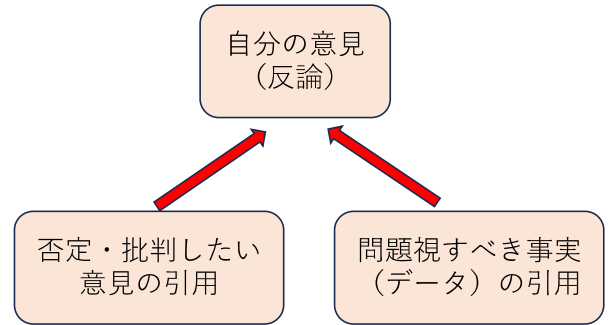 自分の意見
（反論）
否定・批判したい
意見の引用
問題視すべき事実
（データ）の引用